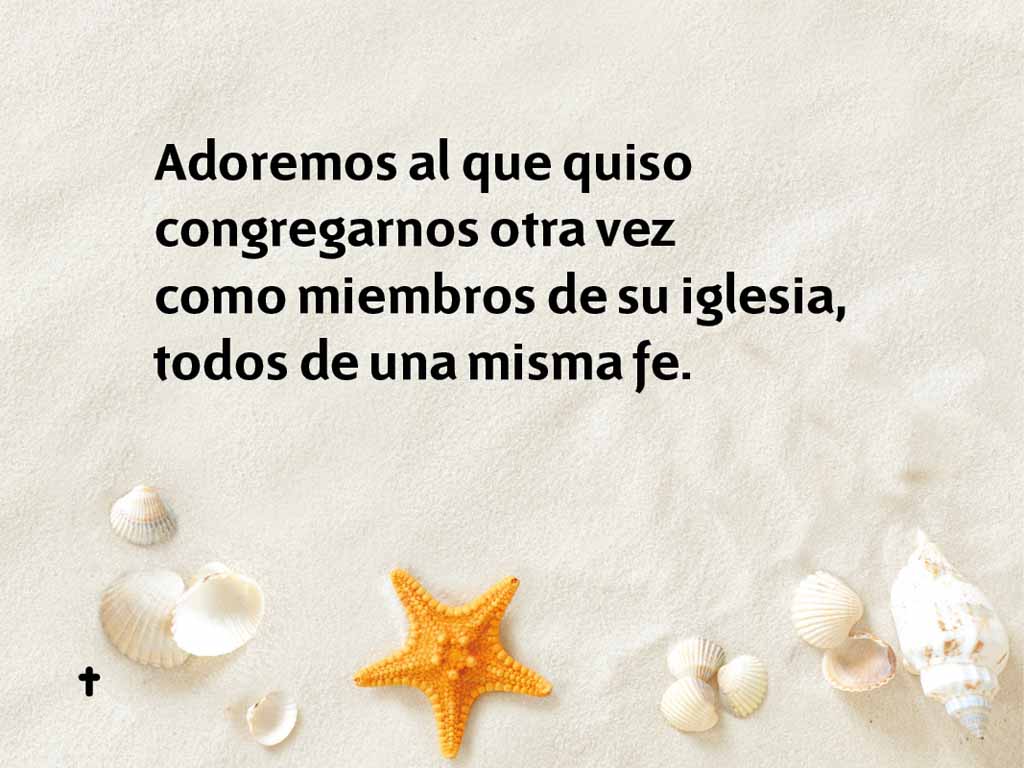 Adoremos al que quiso
congregarnos otra vez
como miembros de su iglesia,
todos de una misma fe.